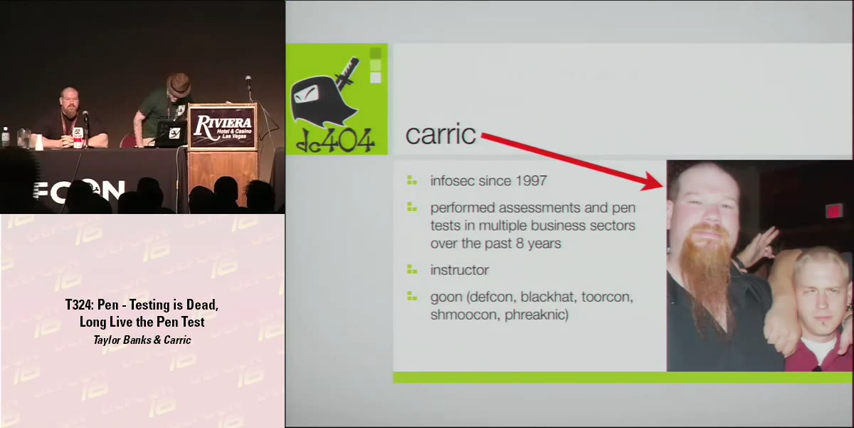 RIVIERA
Hotel & Casino
Las Vegas
T324: Pen - Testing is Dead,
Long Live the Pen Test
Taylor Banks & Carric
dc404
carric
infosec since 1997
performed assessments and pen
tests in multiple business sectors
over the past 8 years
instructor
goon (defcon, blackhat, toorcon,
shmoocon, phreaknic)